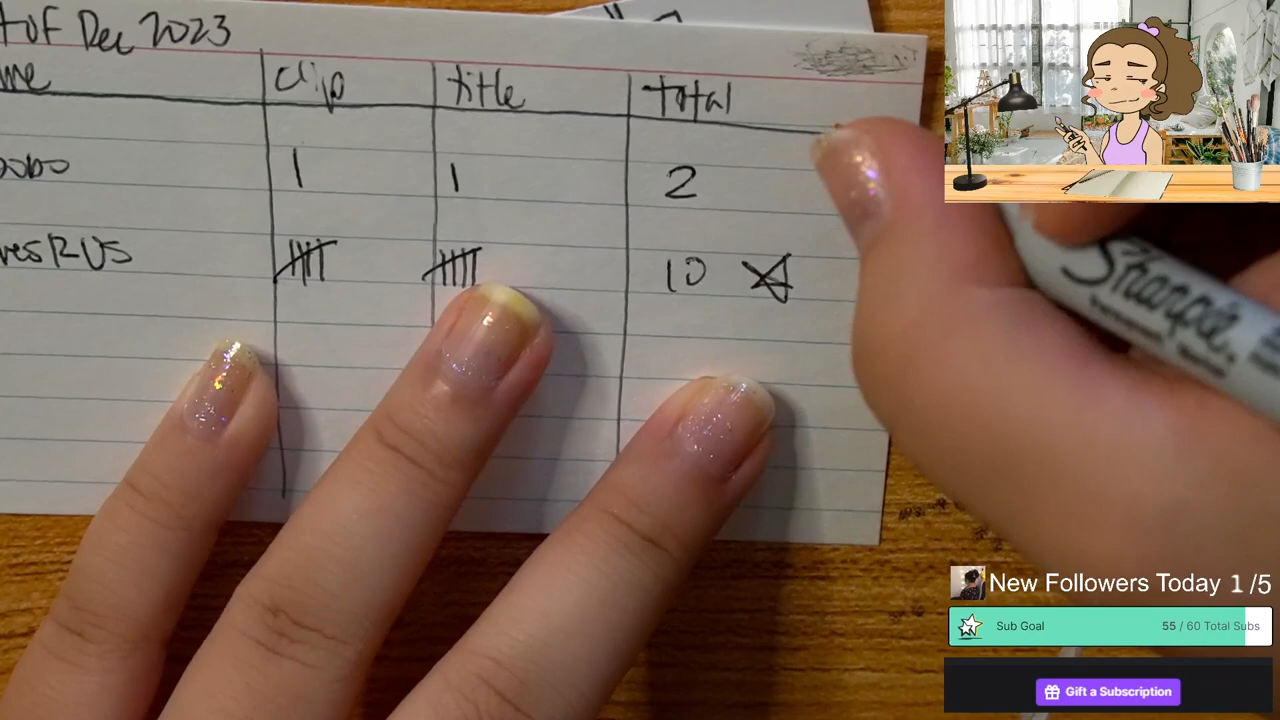 of Dec 2023
clip title total
1 1 2
vesRUs 10
Sharpie.
New Followers Today 1 /5
Sub Goal 55 / 60 Total Subs
Gift a Subscription